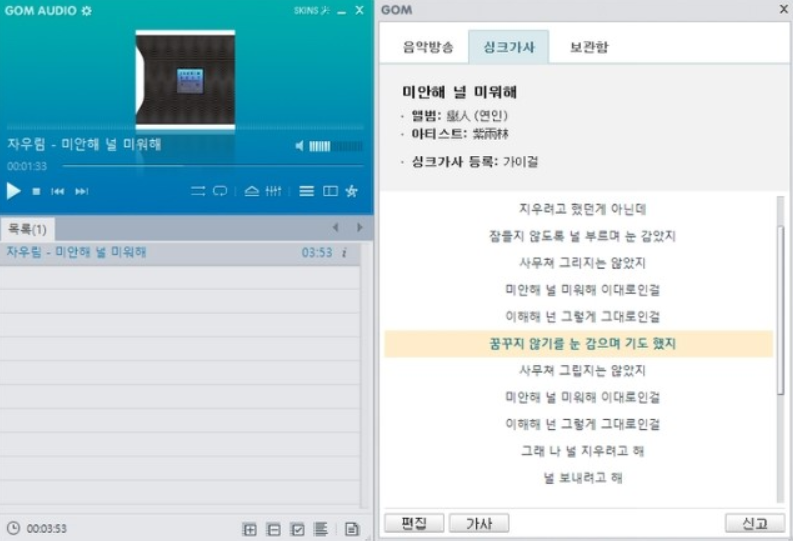 GOM AUDIO
SKINS
자우림 - 미안해 널 미워해
00:01:33
목록(1)
자우림 - 미안해 널 미워해 03:53 i
00:03:53
GOM
음악방송 싱크가사 보관함
미안해 널 미워해
· 앨범: 戀人 (연인)
· 아티스트: 紫雨林
· 싱크가사 등록: 가이걸
지우려고 했던게 아닌데
잠들지 않도록 널 부르며 눈 감았지
사무쳐 그리지는 않았지
미안해 널 미워해 이대로인걸
이해해 넌 그렇게 그대로인걸
꿈꾸지 않기를 눈 감으며 기도 했지
사무쳐 그립지는 않았지
미안해 널 미워해 이대로인걸
이해해 넌 그렇게 그대로인걸
그래 나 널 지우려고 해
널 보내려고 해
편집 가사 신고